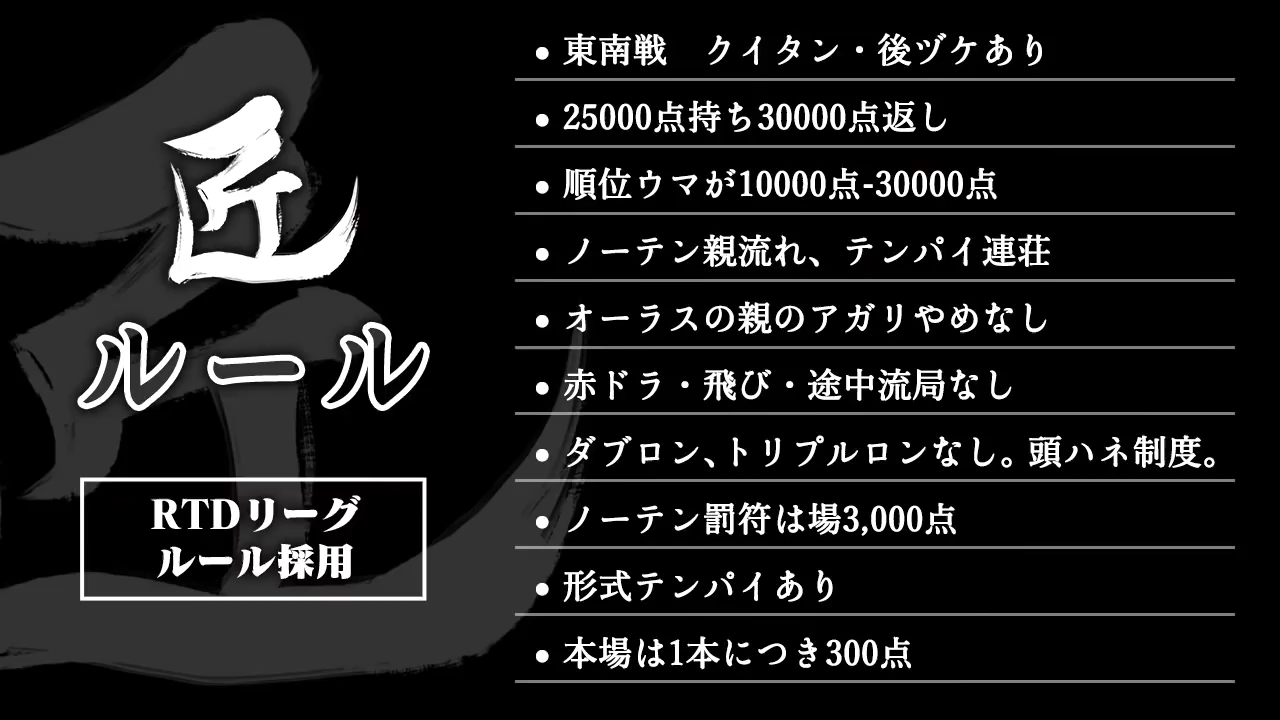 匠
ルール
RTDリーグ
ルール採用
● 東南戦　クイタン・後ヅケあり
● 25000点持ち30000点返し
● 順位ウマが10000点-30000点
● ノーテン親流れ、テンパイ連荘
● オーラスの親のアガリやめなし
● 赤ドラ・飛び・途中流局なし
● ダブロン、トリプルロンなし。頭ハネ制度。
● ノーテン罰符は場3,000点
● 形式テンパイあり
● 本場は1本につき300点